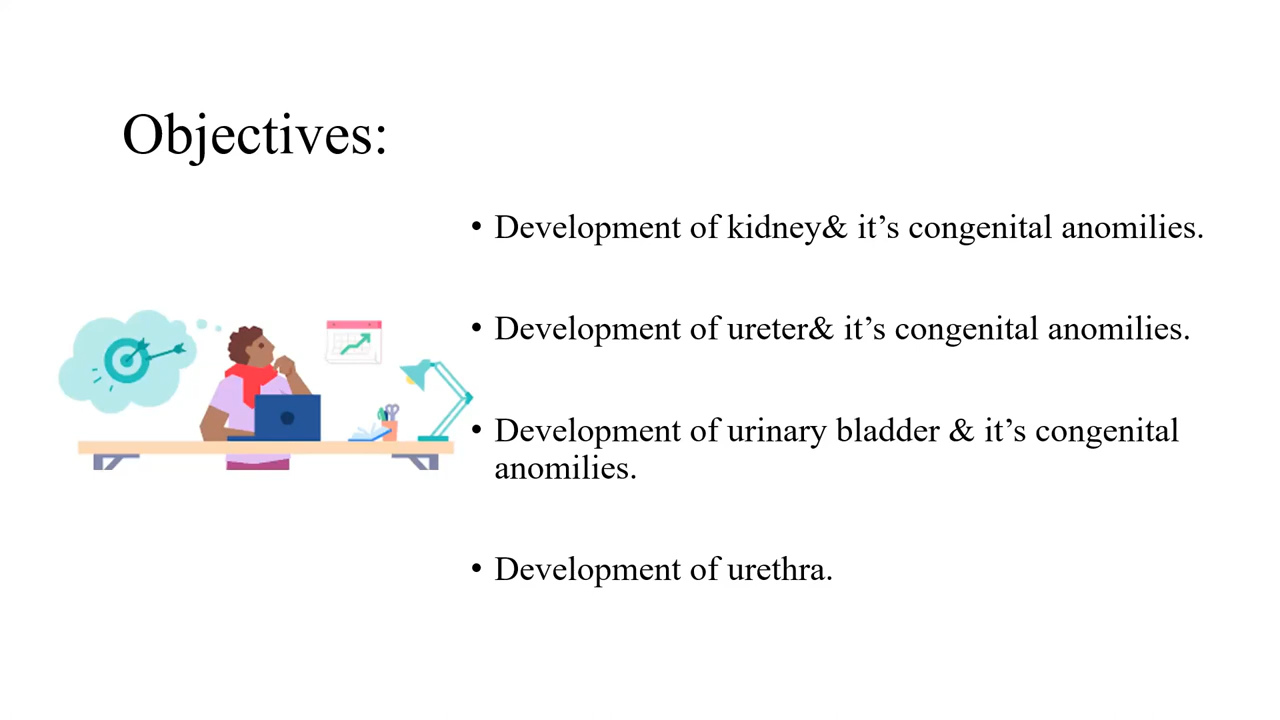 Objectives:
• Development of kidney& it’s congenital anomilies.
• Development of ureter& it’s congenital anomilies.
• Development of urinary bladder & it’s congenital
anomilies.
• Development of urethra.